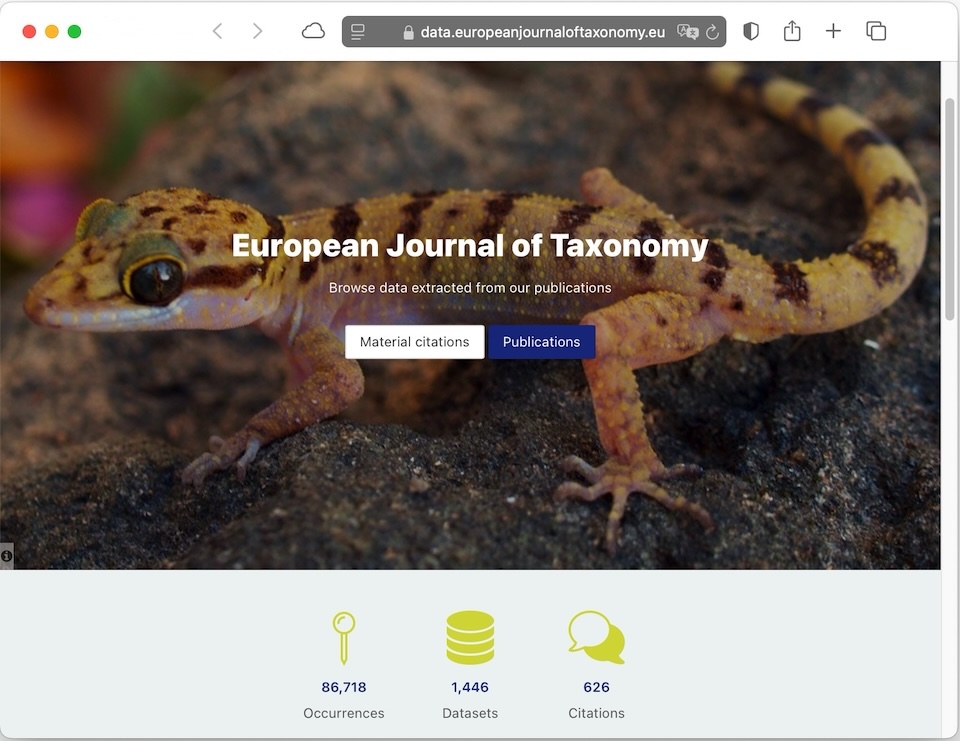 data.europeanjournaloftaxonomy.eu
European Journal of Taxonomy
Browse data extracted from our publications
Material citations Publications
86,718 1,446 626
Occurrences Datasets Citations